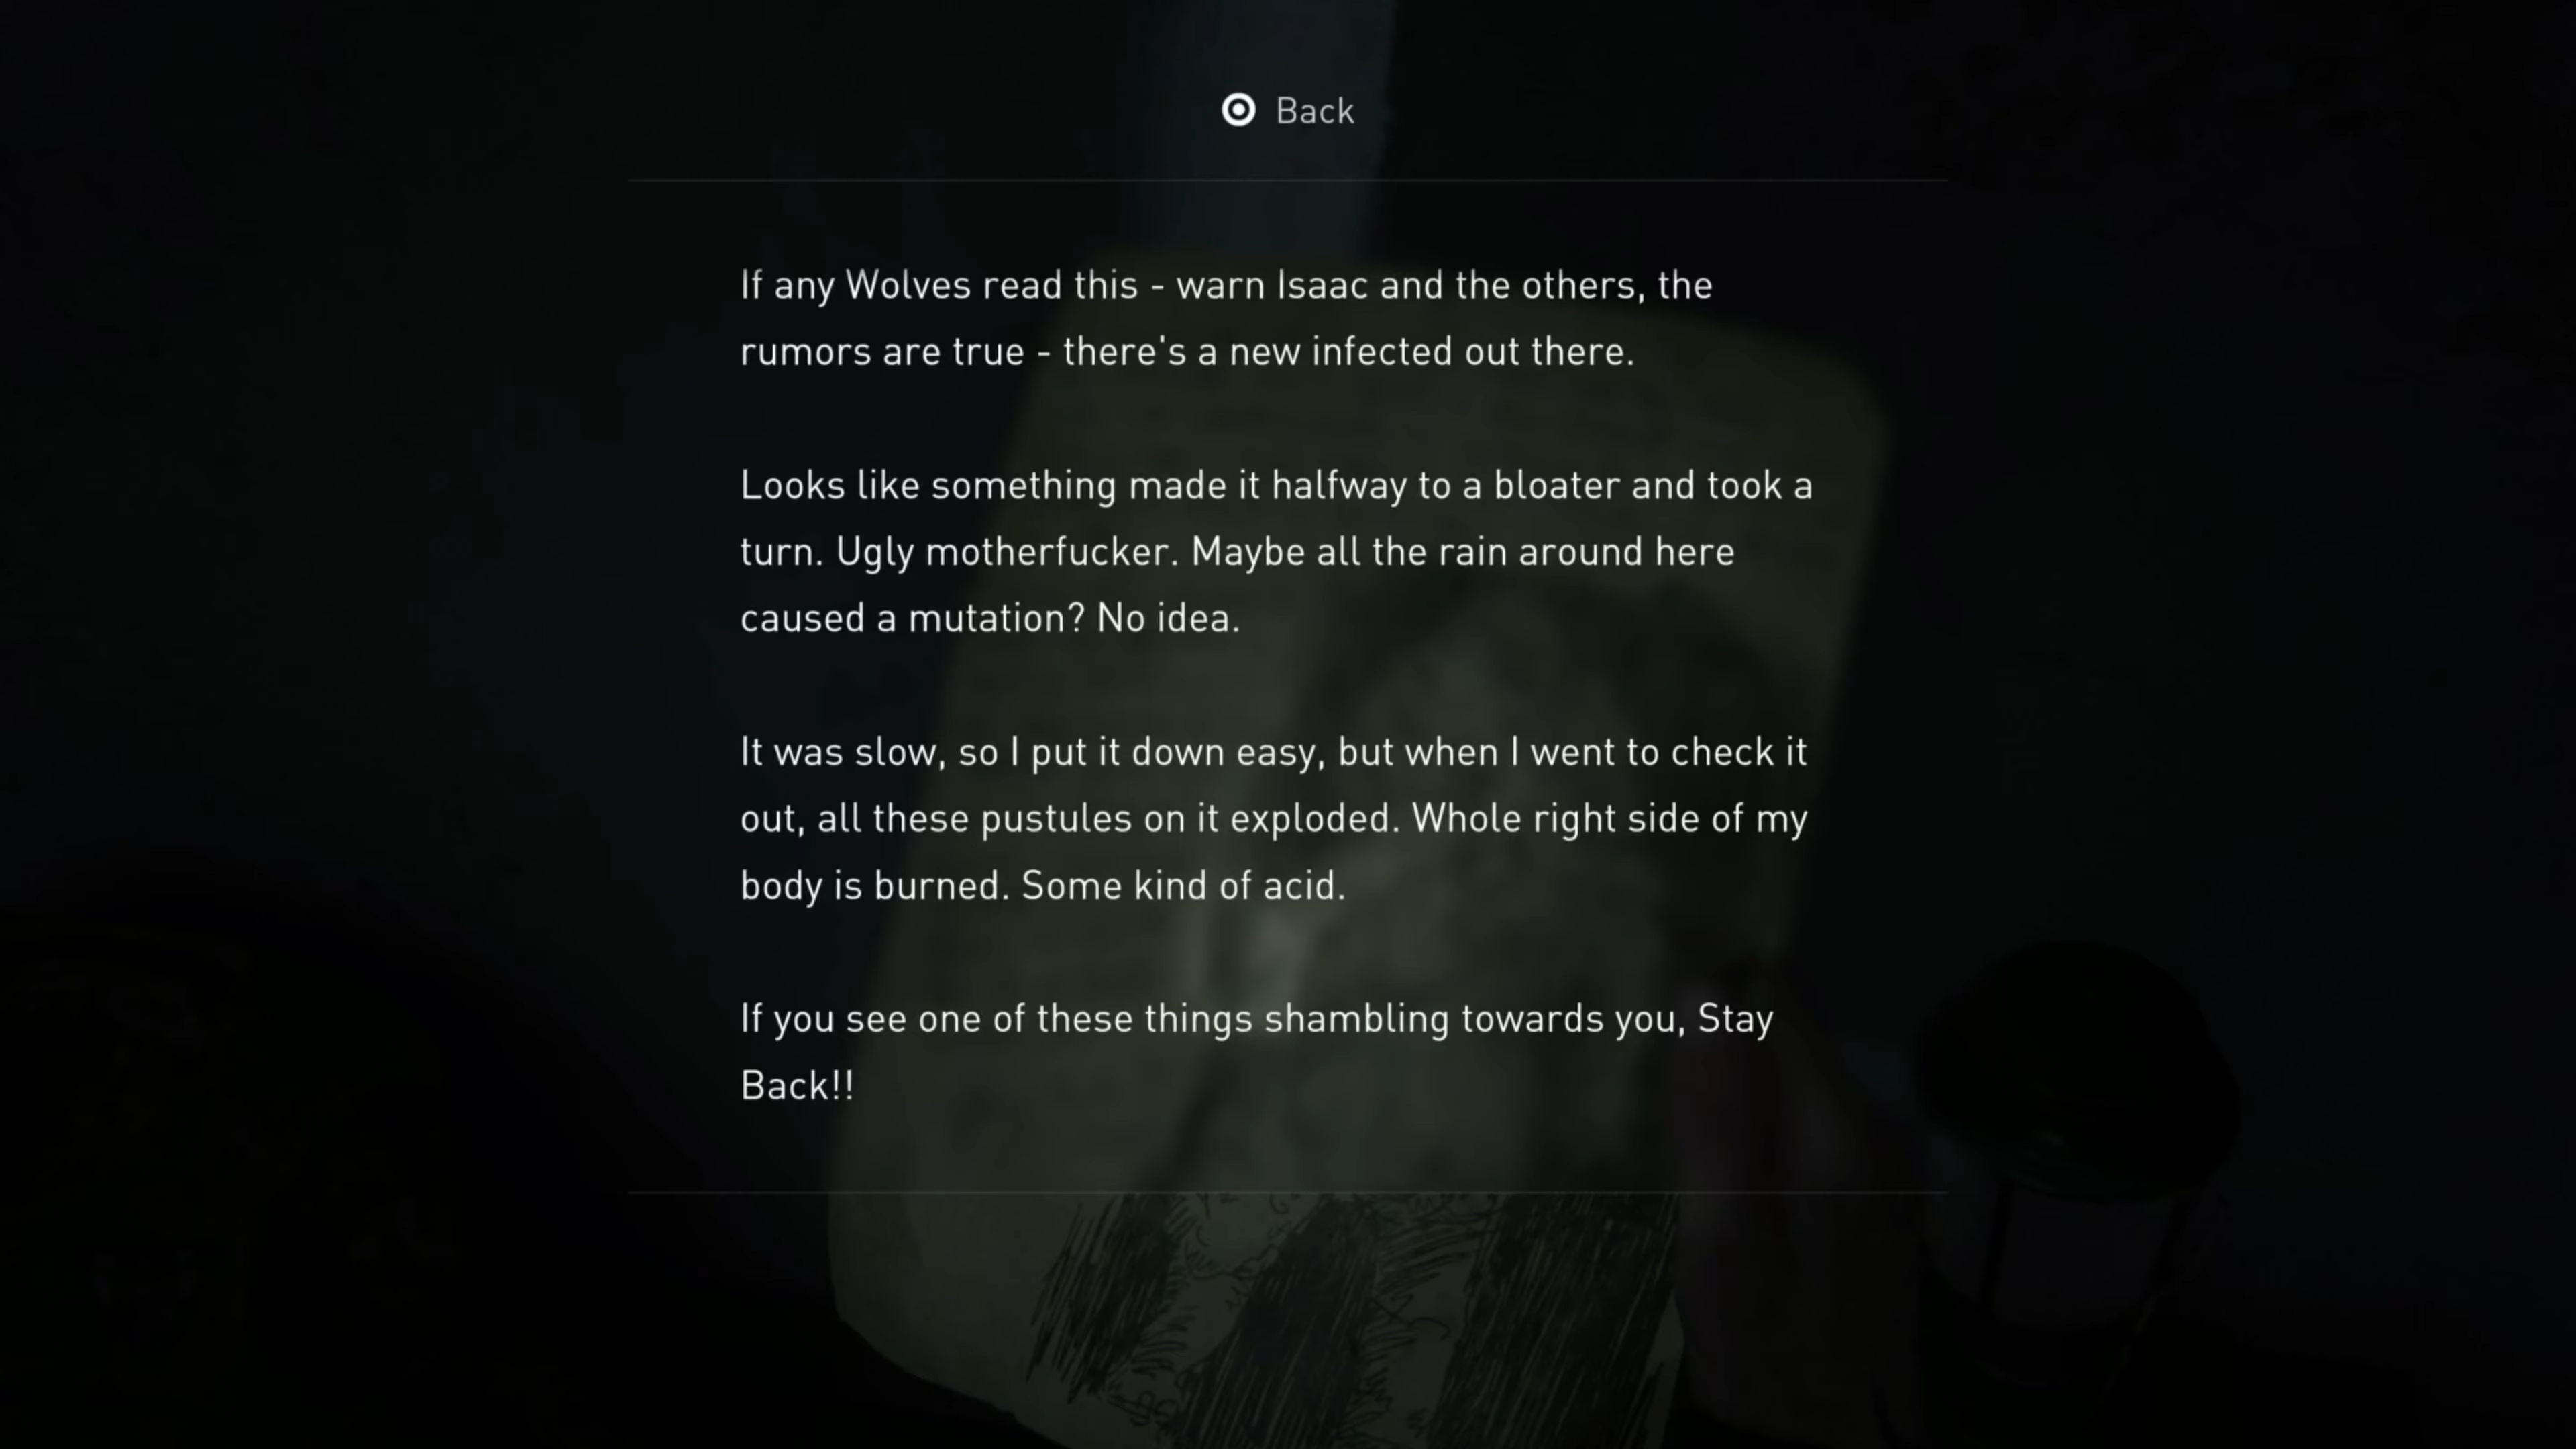 Back
If any Wolves read this - warn Isaac and the others, the
rumors are true - there's a new infected out there.
Looks like something made it halfway to a bloater and took a
turn. Ugly motherfucker. Maybe all the rain around here
caused a mutation? No idea.
It was slow, so I put it down easy, but when I went to check it
out, all these pustules on it exploded. Whole right side of my
body is burned. Some kind of acid.
If you see one of these things shambling towards you, Stay
Back!!